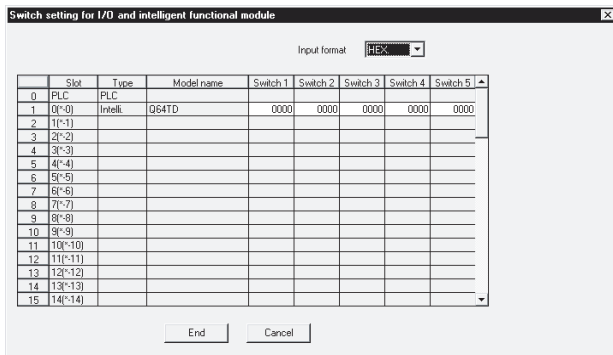 Switch setting for I/O and intelligent functional module
Input format HEX.
Slot Type Model name Switch 1 Switch 2 Switch 3 Switch 4 Switch 5
0 PLC PLC
1 0(*-0) Intelli. Q64TD 0000 0000 0000 0000 0000
2 1(*-1)
3 2(*-2)
4 3(*-3)
5 4(*-4)
6 5(*-5)
7 6(*-6)
8 7(*-7)
9 8(*-8)
10 9(*-9)
11 10(*-10)
12 11(*-11)
13 12(*-12)
14 13(*-13)
15 14(*-14)
End Cancel